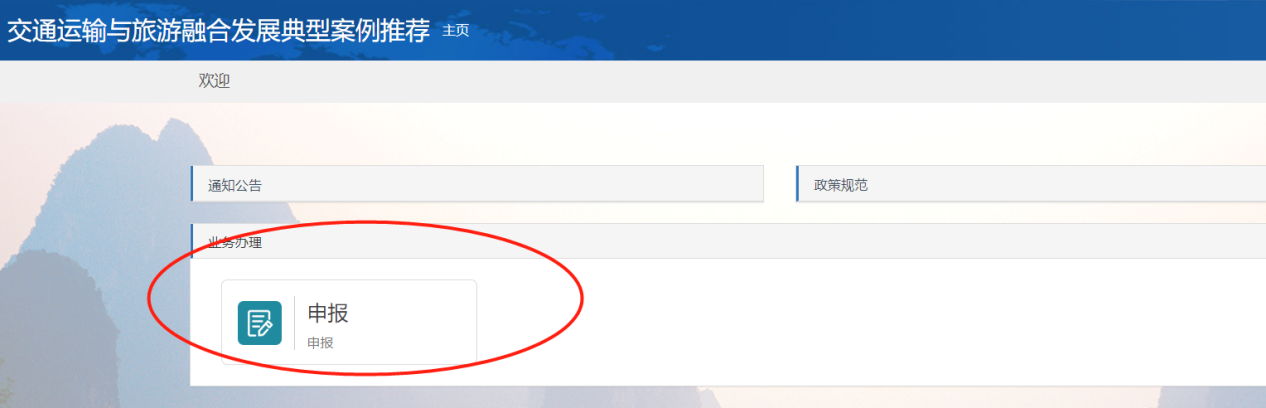 交通运输与旅游融合发展典型案例推荐 主页
欢迎
通知公告
政策规范
业务办理
申报
申报